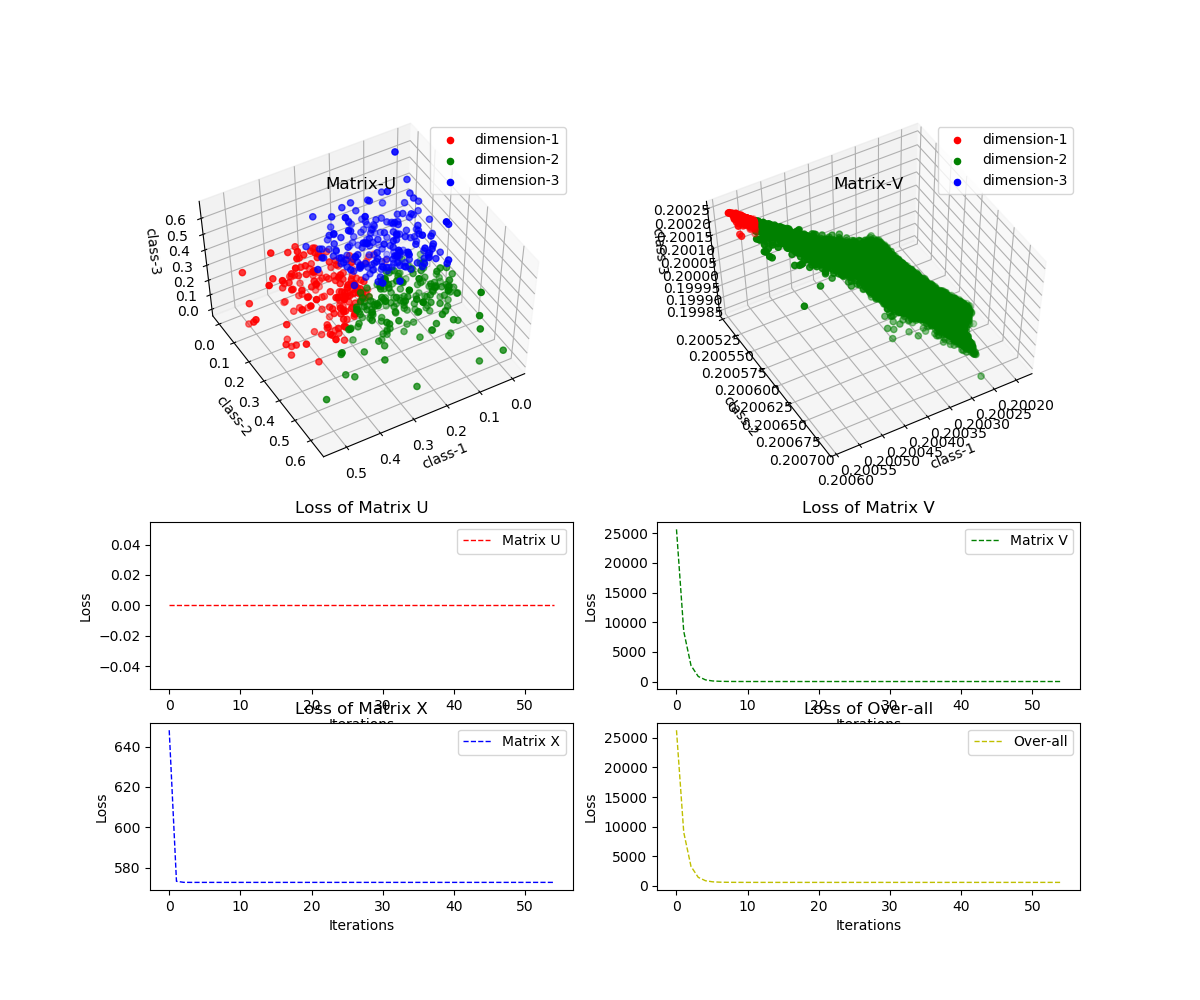 Matrix-U
dimension-1
dimension-2
dimension-3
class-3
0.6
0.5
0.4
0.3
0.2
0.1
0.0
0.0
0.1
0.2
0.3
0.4
0.5
0.6
class-2
0.5
0.4
0.3
0.2
0.1
0.0
class-1
Matrix-V
dimension-1
dimension-2
dimension-3
class-3
0.20025
0.20020
0.20015
0.20010
0.20005
0.20000
0.19995
0.19990
0.19985
0.200525
0.200550
0.200575
0.200600
0.200625
0.200650
0.200675
0.200700
class-2
0.20060
0.20055
0.20050
0.20045
0.20040
0.20035
0.20030
0.20025
0.20020
class-1
Loss of Matrix U
Matrix U
Loss
0.04
0.02
0.00
−0.02
−0.04
0 10 20 30 40 50
Iterations
Loss of Matrix V
Matrix V
Loss
25000
20000
15000
10000
5000
0
0 10 20 30 40 50
Iterations
Loss of Matrix X
Matrix X
Loss
640
620
600
580
0 10 20 30 40 50
Iterations
Loss of Over-all
Over-all
Loss
25000
20000
15000
10000
5000
0
0 10 20 30 40 50
Iterations